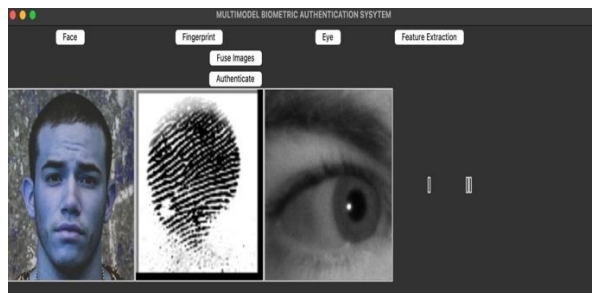 MULTIMODEL BIOMETRIC AUTHENTICATION SYSYTEM
Face Fingerprint Eye Feature Extraction
Fuse Images
Authenticate